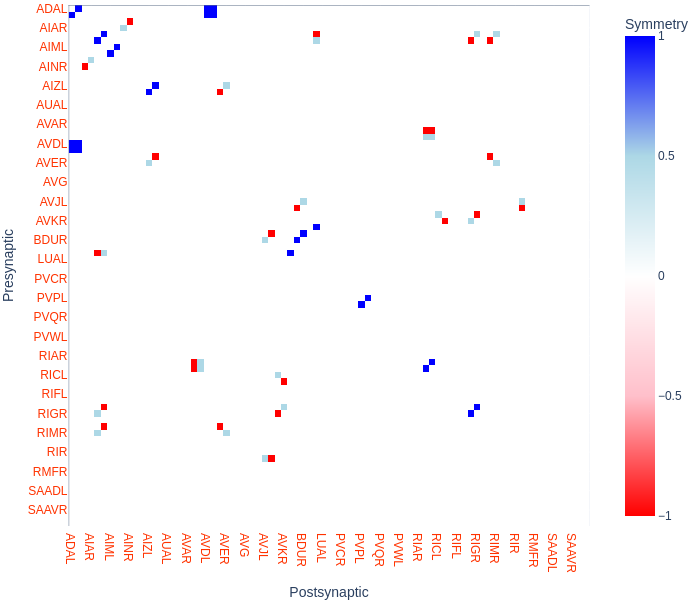 Symmetry
ADAL
AIAR
AIML
AINR
AIZL
AUAL
AVAR
AVDL
AVER
AVG
AVJL
AVKR
BDUR
LUAL
PVCR
PVPL
PVQR
PVWL
RIAR
RICL
RIFL
RIGR
RIMR
RIR
RMFR
SAADL
SAAVR
Presynaptic
1
0.5
0
−0.5
−1
ADAL
AIAR
AIML
AINR
AIZL
AUAL
AVAR
AVDL
AVER
AVG
AVJL
AVKR
BDUR
LUAL
PVCR
PVPL
PVQR
PVWL
RIAR
RICL
RIFL
RIGR
RIMR
RIR
RMFR
SAADL
SAAVR
Postsynaptic